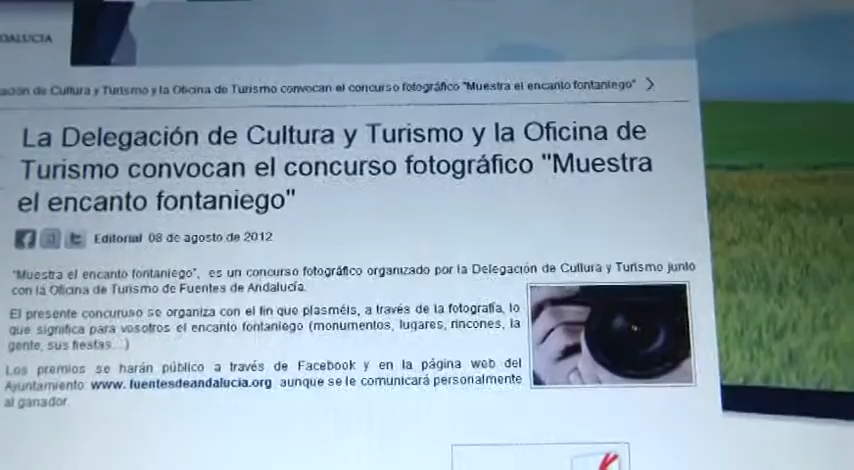 DALUCIA
ación de Cultura y Turismo y la Oficina de Turismo convocan el concurso fotográfico "Muestra el encanto fontaniego"
La Delegación de Cultura y Turismo y la Oficina de
Turismo convocan el concurso fotográfico "Muestra
el encanto fontaniego"
Editorial 08 de agosto de 2012
"Muestra el encanto fontaniego", es un concurso fotográfico organizado por la Delegación de Cultura y Turismo junto
con la Oficina de Turismo de Fuentes de Andalucía.
El presente concuruso se organiza con el fin que plasméis, a través de la fotografía, lo
que significa para vosotros el encanto fontaniego (monumentos, lugares, rincones, la
gente, sus fiestas...)
Los premios se harán público a través de Facebook y en la página web del
Ayuntamiento: www. fuentesdeandalucia.org, aunque se le comunicará personalmente
al ganador.